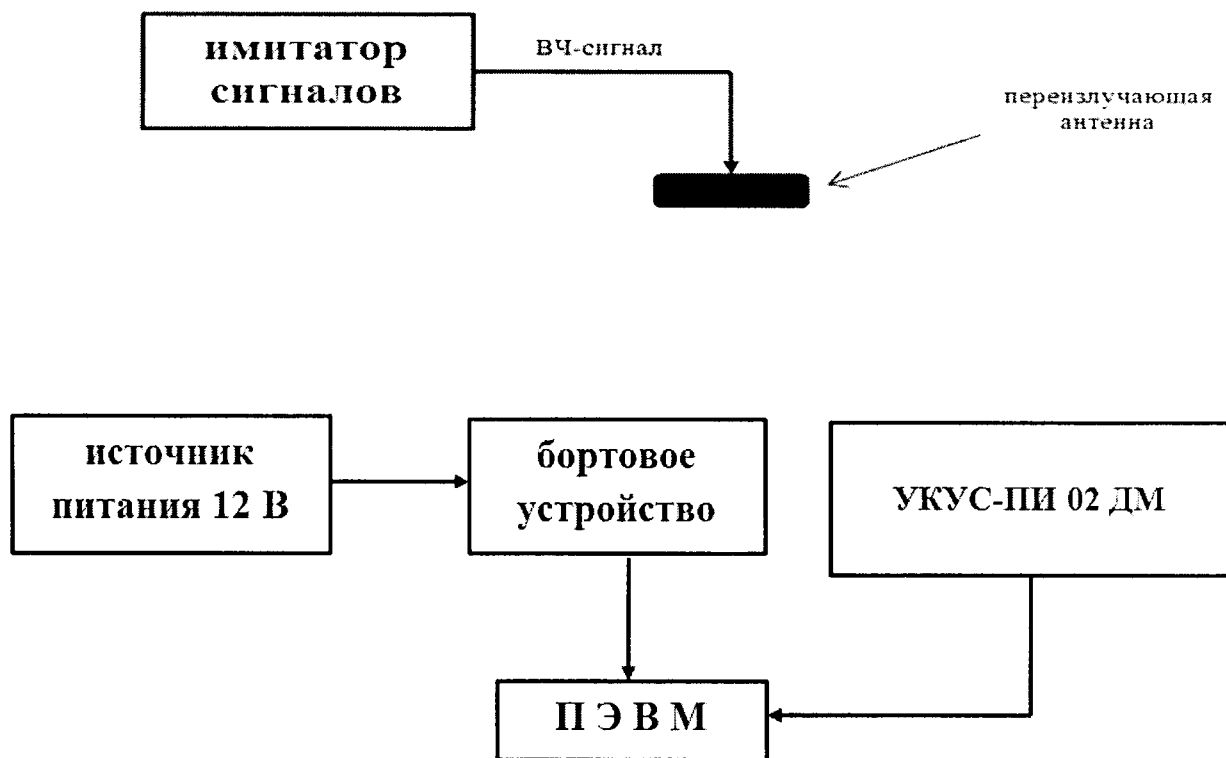 имитатор
сигналов
ВЧ-сигнал
переизлучающая
антенна
источник
питания 12 В
бортовое
устройство
УКУС-ПИ 02 ДМ
П Э В М